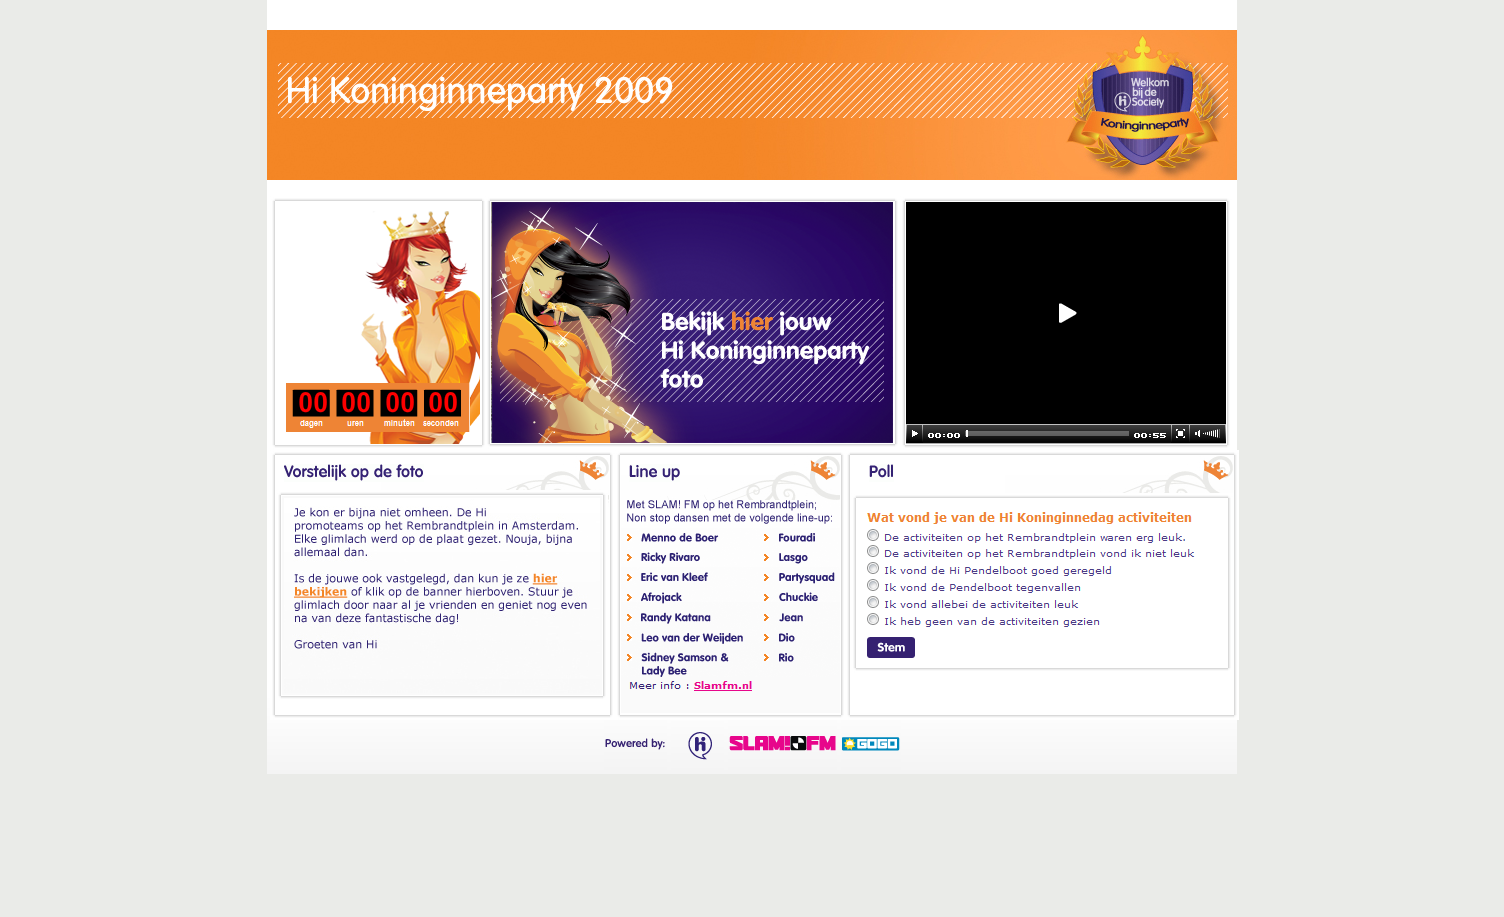 Hi Koninginneparty 2009
Welkom
bij de
Hi Society
Koninginneparty
00 00 00 00
dagen uren minuten seconden
Bekijk hier jouw
Hi Koninginneparty
foto
00:00 00:55
Vorstelijk op de foto
Je kon er bijna niet omheen. De Hi
promoteams op het Rembrandtplein in Amsterdam.
Elke glimlach werd op de plaat gezet. Nouja, bijna
allemaal dan.
Is de jouwe ook vastgelegd, dan kun je ze hier
bekijken of klik op de banner hierboven. Stuur je
glimlach door naar al je vrienden en geniet nog even
na van deze fantastische dag!
Groeten van Hi
Line up
Met SLAM! FM op het Rembrandtplein;
Non stop dansen met de volgende line-up:
Menno de Boer
Ricky Rivaro
Eric van Kleef
Afrojack
Randy Katana
Leo van der Weijden
Sidney Samson &
Lady Bee
Fouradi
Lasgo
Partysquad
Chuckie
Jean
Dio
Rio
Meer info : Slamfm.nl
Poll
Wat vond je van de Hi Koninginnedag activiteiten
De activiteiten op het Rembrandtplein waren erg leuk.
De activiteiten op het Rembrandtplein vond ik niet leuk
Ik vond de Hi Pendelboot goed geregeld
Ik vond de Pendelboot tegenvallen
Ik vond allebei de activiteiten leuk
Ik heb geen van de activiteiten gezien
Stem
Powered by: Hi SLAM!FM GOGO